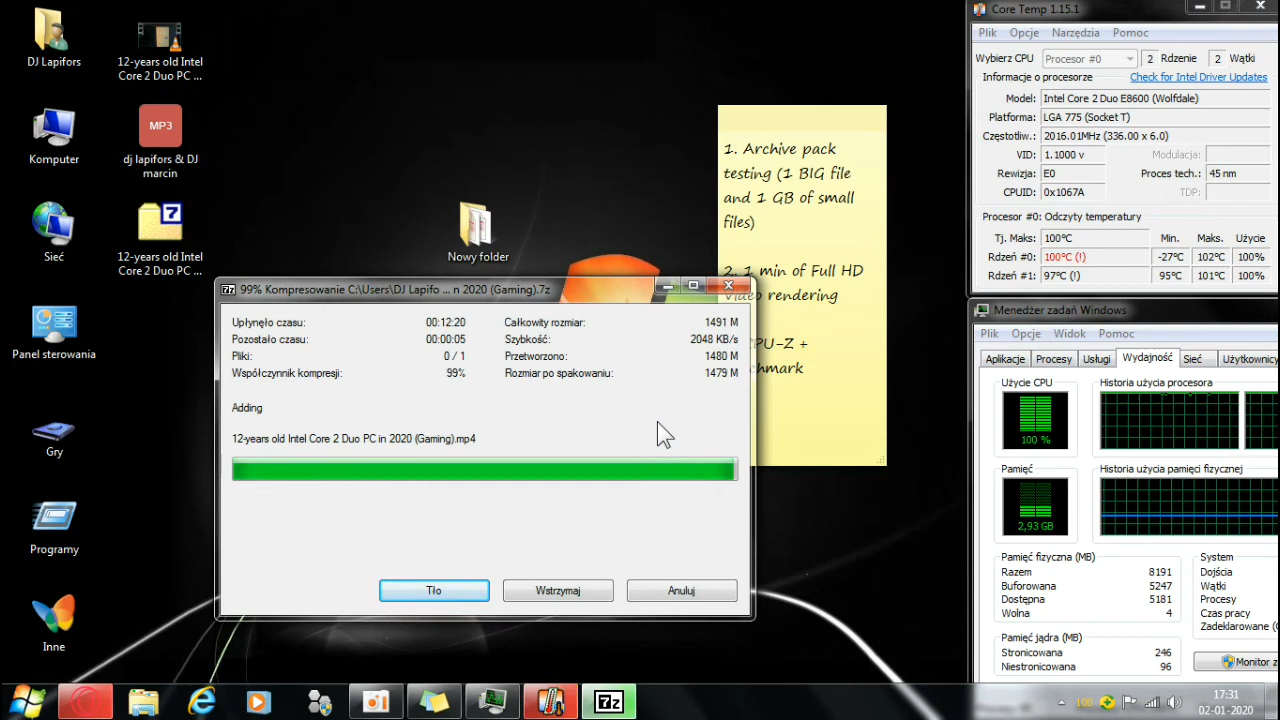 DJ Lapifors
12-years old Intel
Core 2 Duo PC ...
Komputer
MP3
dj lapifors & DJ
marcin
Sieć
7
12-years old Intel
Core 2 Duo PC ...
Panel sterowania
Gry
Programy
Inne
Nowy folder
1. Archive pack
testing (1 BIG file
and 1 GB of small
files)
2. 1 min of Full HD
Video rendering
PU-Z +
chmark
7z 99% Kompresowanie C:\Users\DJ Lapifo ... n 2020 (Gaming).7z
Upłynęło czasu: 00:12:20
Pozostało czasu: 00:00:05
Pliki: 0 / 1
Współczynnik kompresji: 99%
Całkowity rozmiar: 1491 M
Szybkość: 2048 KB/s
Przetworzono: 1480 M
Rozmiar po spakowaniu: 1479 M
Adding
12-years old Intel Core 2 Duo PC in 2020 (Gaming).mp4
Tło Wstrzymaj Anuluj
Core Temp 1.15.1
Plik Opcje Narzędzia Pomoc
Wybierz CPU Procesor #0 2 Rdzenie 2 Wątki
Informacje o procesorze Check for Intel Driver Updates
Model: Intel Core 2 Duo E8600 (Wolfdale)
Platforma: LGA 775 (Socket T)
Częstotliw.: 2016.01MHz (336.00 x 6.0)
VID: 1.1000 v Modulacja:
Rewizja: E0 Proces tech.: 45 nm
CPUID: 0x1067A TDP:
Procesor #0: Odczyty temperatury
Tj. Maks: 100°C Min. Maks. Użycie
Rdzeń #0: 100°C (!) -27°C 102°C 100%
Rdzeń #1: 97°C (!) 95°C 101°C 100%
Menedżer zadań Windows
Plik Opcje Widok Pomoc
Aplikacje Procesy Usługi Wydajność Sieć Użytkownicy
Użycie CPU Historia użycia procesora
100 %
Pamięć Historia użycia pamięci fizycznej
2,93 GB
Pamięć fizyczna (MB)
Razem 8191
Buforowana 5247
Dostępna 5181
Wolna 4
System
Dojścia
Wątki
Procesy
Czas pracy
Zadeklarowane (
Pamięć jądra (MB)
Stronicowana 246
Niestronicowana 96
Monitor z
7z
100
17:31
02-01-2020